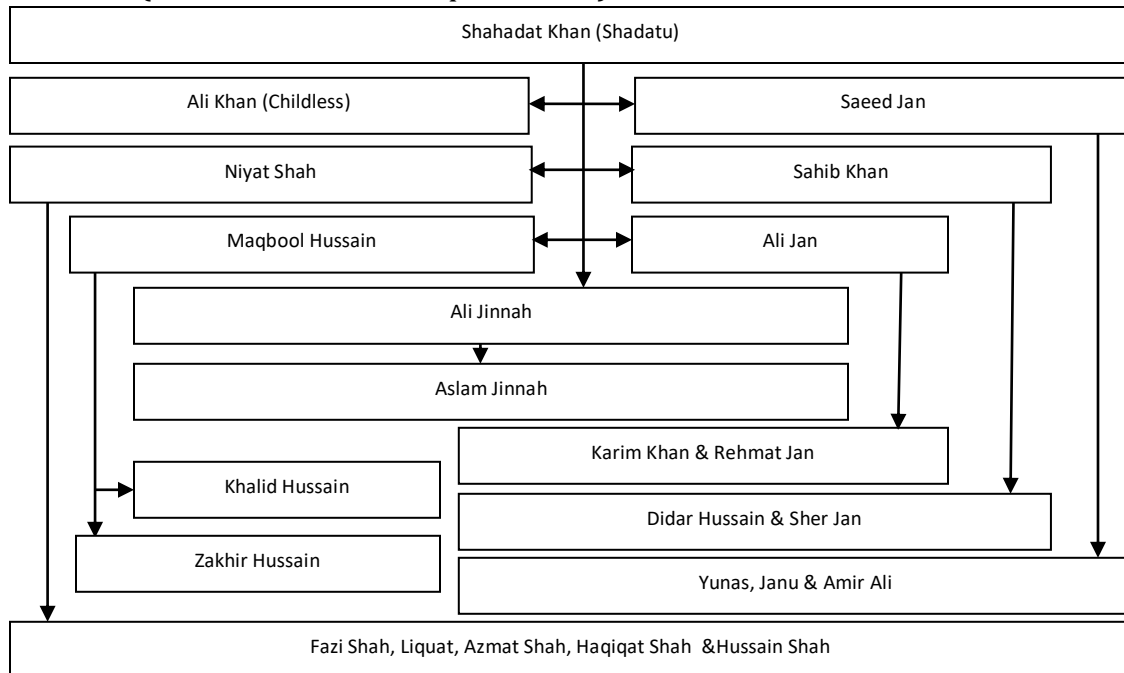 Shahadat Khan (Shadatu)
Ali Khan (Childless)
Saeed Jan
Niyat Shah
Sahib Khan
Maqbool Hussain
Ali Jan
Ali Jinnah
Aslam Jinnah
Karim Khan & Rehmat Jan
Khalid Hussain
Didar Hussain & Sher Jan
Zakhir Hussain
Yunas, Janu & Amir Ali
Fazi Shah, Liquat, Azmat Shah, Haqiqat Shah &Hussain Shah